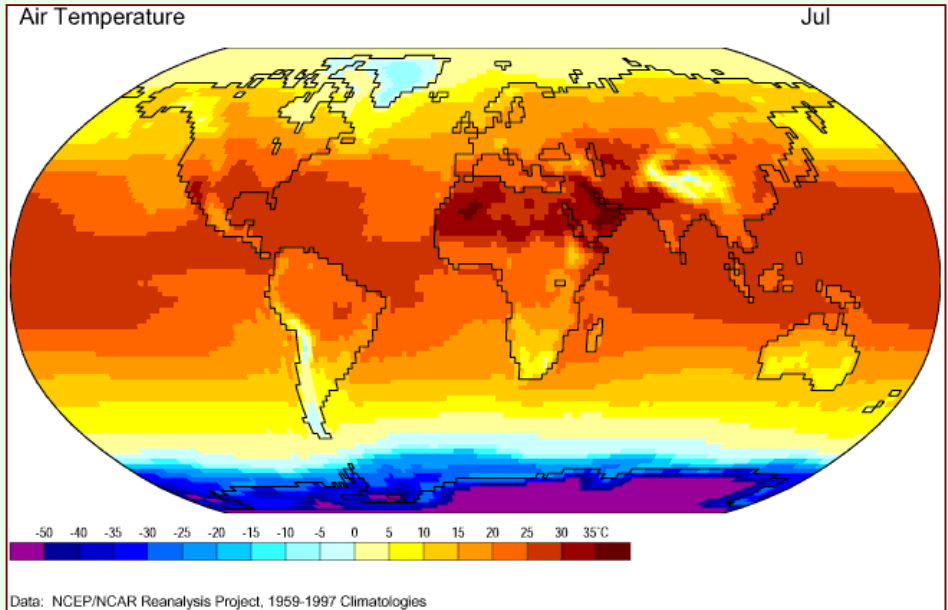 Air Temperature Jul
-50 -40 -35 -30 -25 -20 -15 -10 -5 0 5 10 15 20 25 30 35°C
Data: NCEP/NCAR Reanalysis Project, 1959-1997 Climatologies